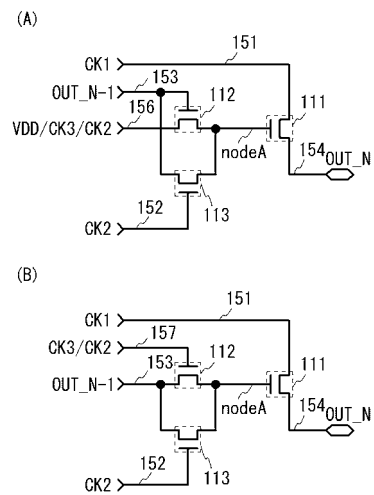 (A)
CK1
151
OUT_N-1
153
112
111
156
VDD/CK3/CK2
nodeA
154
OUT_N
152
113
CK2
(B)
CK1
151
CK3/CK2
157
112
111
153
OUT_N-1
nodeA
154
OUT_N
152
113
CK2